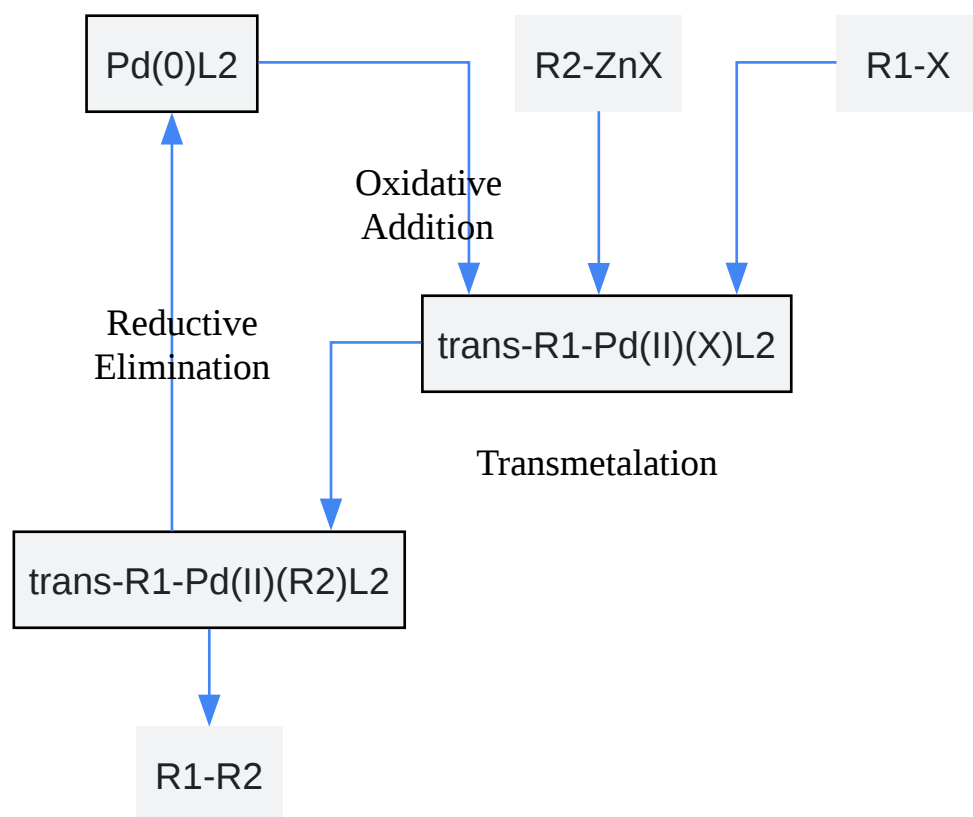 Pd(0)L2
R2-ZnX
R1-X
Oxidative
Addition
Reductive
Elimination
trans-R1-Pd(II)(X)L2
Transmetalation
trans-R1-Pd(II)(R2)L2
R1-R2